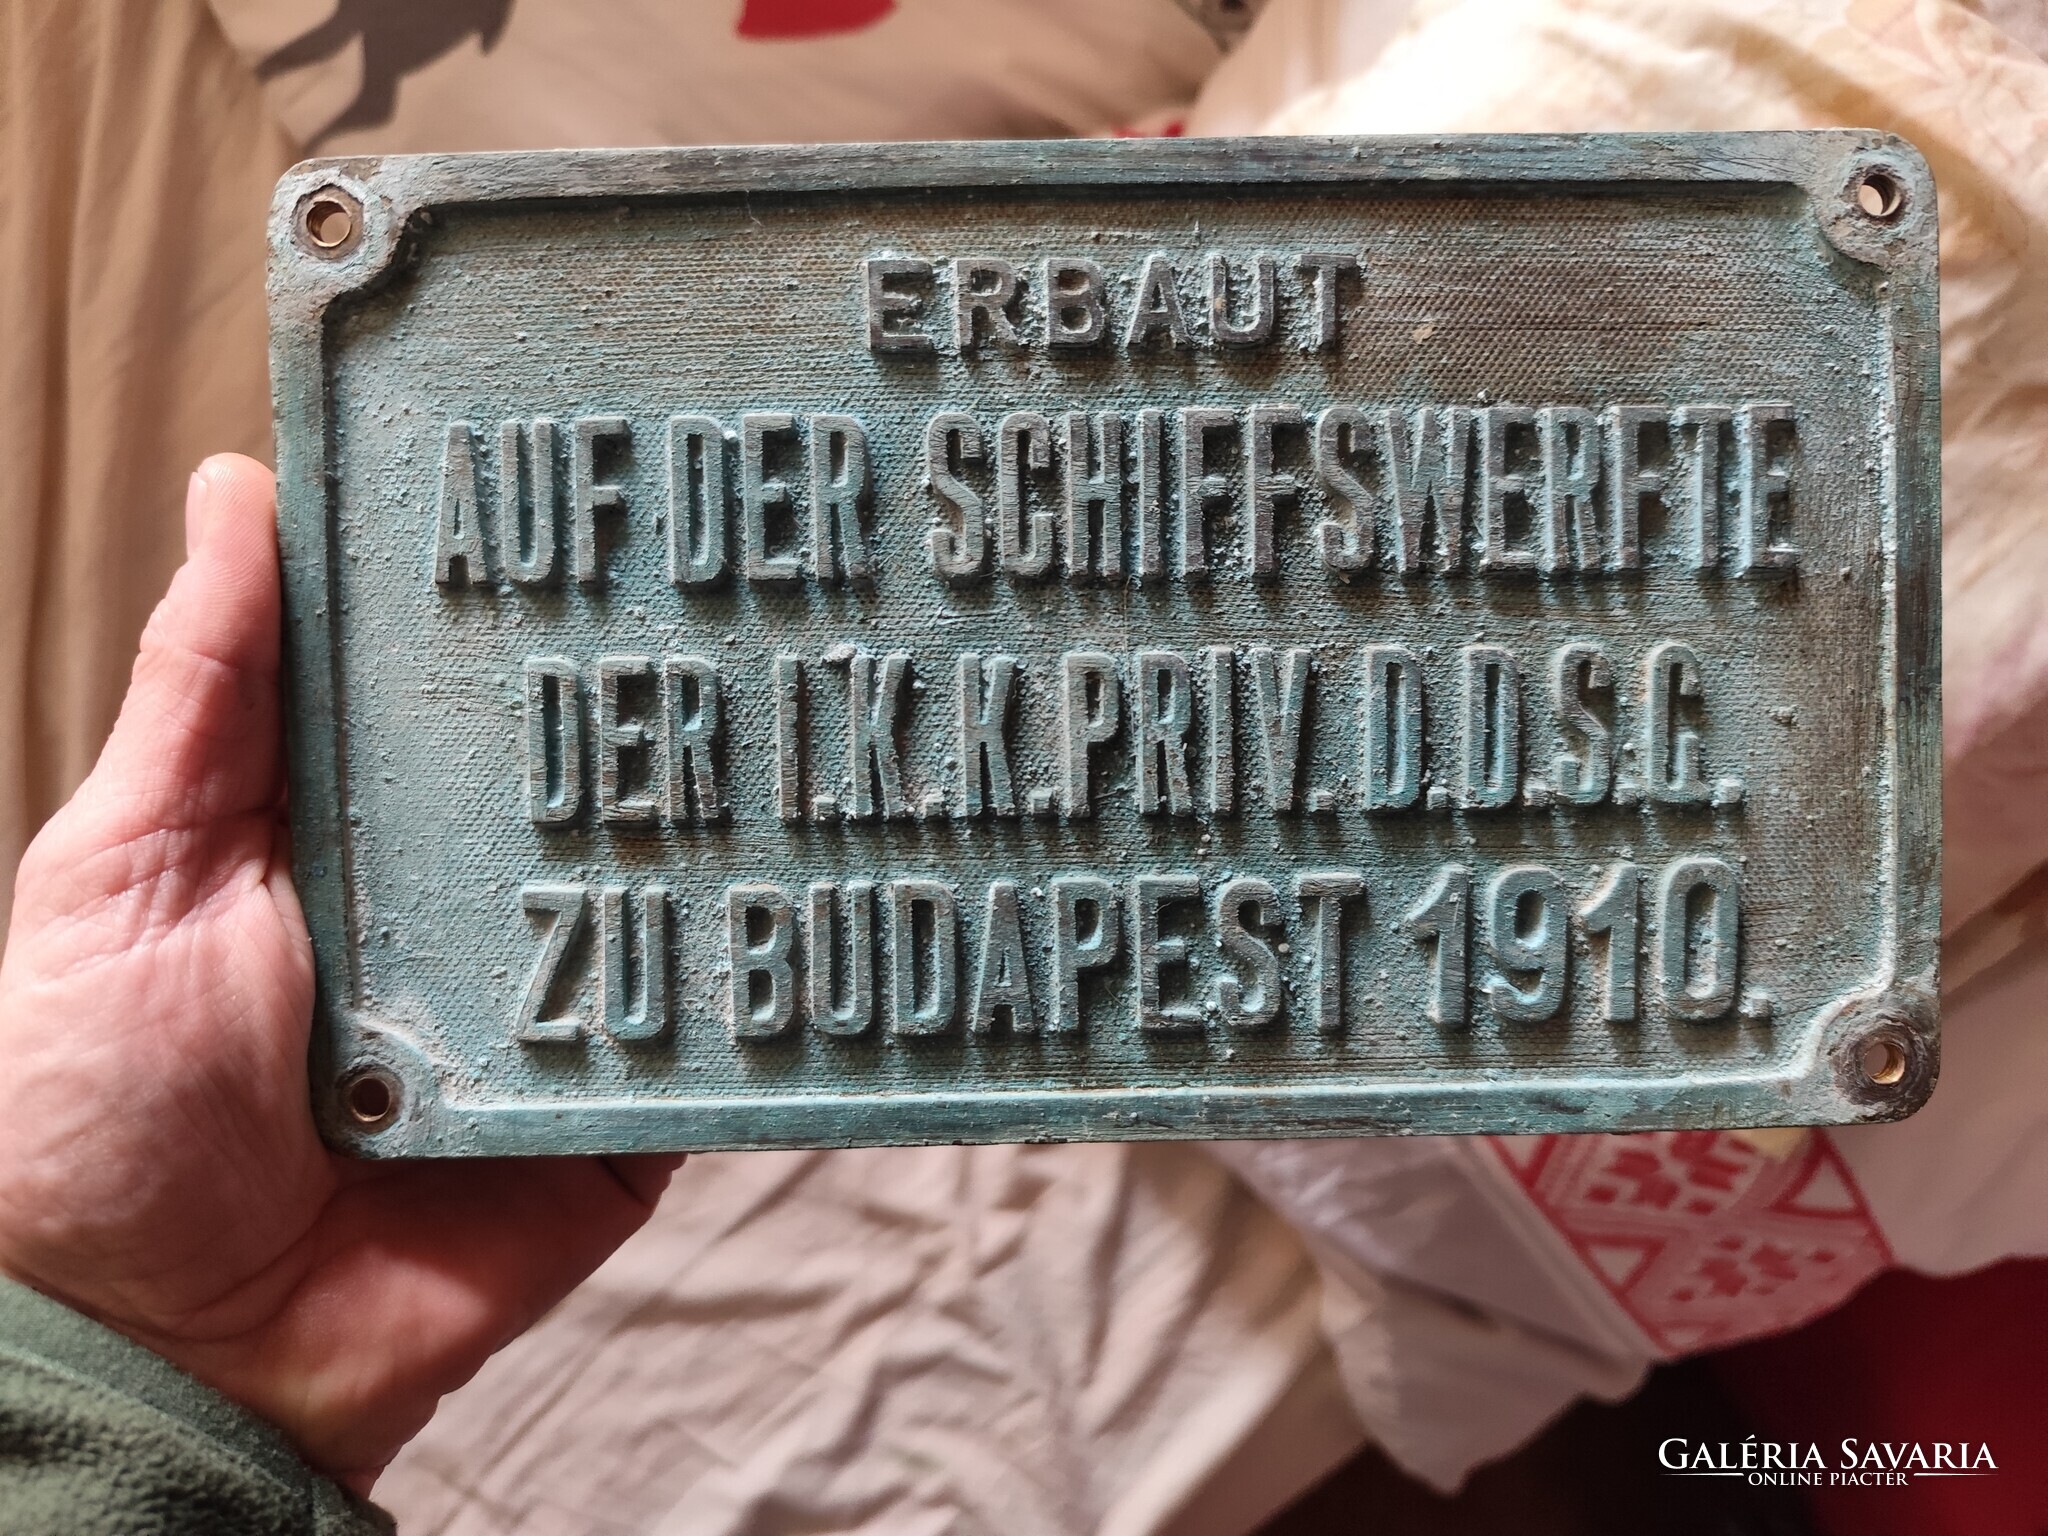 ERBAUT
AUF DER SCHIFFSWERFTE
DER I.K.K.PRIV.D.D.S.G.
ZU BUDAPEST 1910.
GALÉRIA SAVARIA
ONLINE PIACTÉR